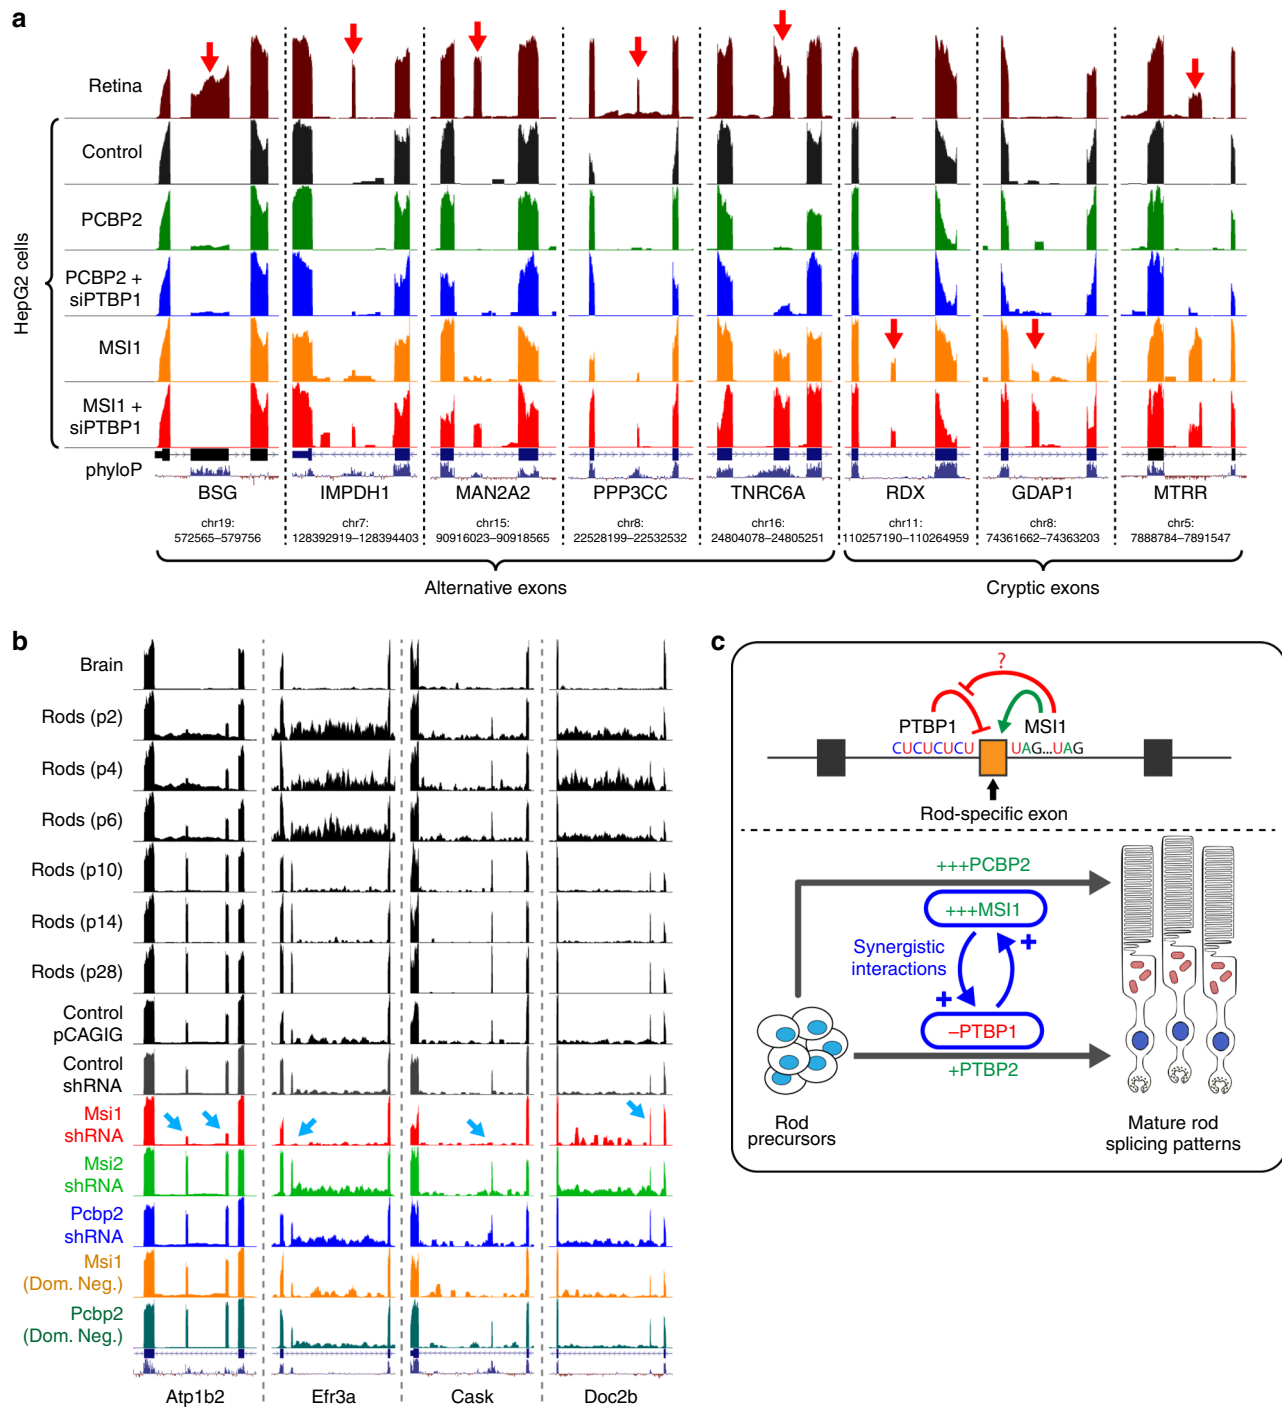 a
Retina
Control
PCBP2
PCBP2 +
siPTBP1
MSI1
MSI1 +
siPTBP1
phyloP
HepG2 cells
BSG
IMPDH1
MAN2A2
PPP3CC
TNRC6A
RDX
GDAP1
MTRR
chr19:
572565–579756
chr7:
128392919–128394403
chr15:
90916023–90918565
chr8:
22528199–22532532
chr16:
24804078–24805251
chr11:
110257190–110264959
chr8:
74361662–74363203
chr5:
7888784–7891547
Alternative exons
Cryptic exons
b
Brain
Rods (p2)
Rods (p4)
Rods (p6)
Rods (p10)
Rods (p14)
Rods (p28)
Control
pCAGIG
Control
shRNA
Msi1
shRNA
Msi2
shRNA
Pcbp2
shRNA
Msi1
(Dom. Neg.)
Pcbp2
(Dom. Neg.)
Atp1b2
Efr3a
Cask
Doc2b
c
?
PTBP1
MSI1
CUCUCUCU
UAG...UAG
Rod-specific exon
+++PCBP2
+++MSI1
Synergistic
interactions
+
+
–PTBP1
+PTBP2
Rod
precursors
Mature rod
splicing patterns